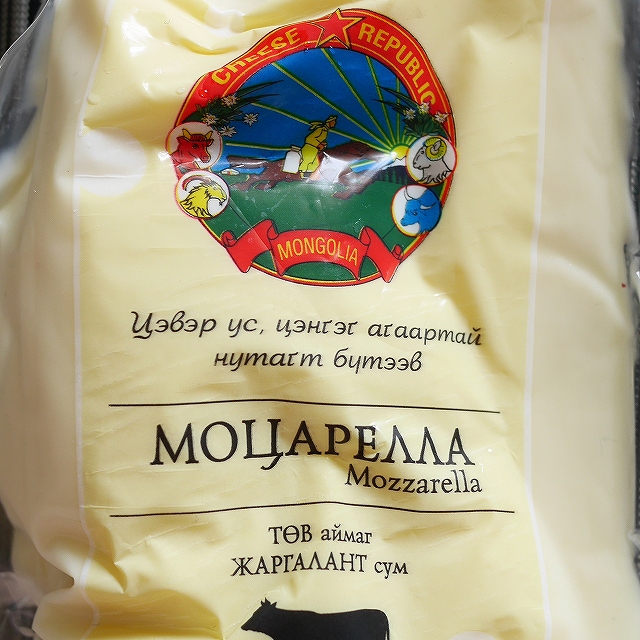 CHEESE REPUBLIC
MONGOLIA
Цэвэр ус, цэнгэг агаартай
нутагт бүтээв
МОЦАРЕЛЛА
Mozzarella
ТӨВ аймаг
ЖАРГАЛАНТ сум